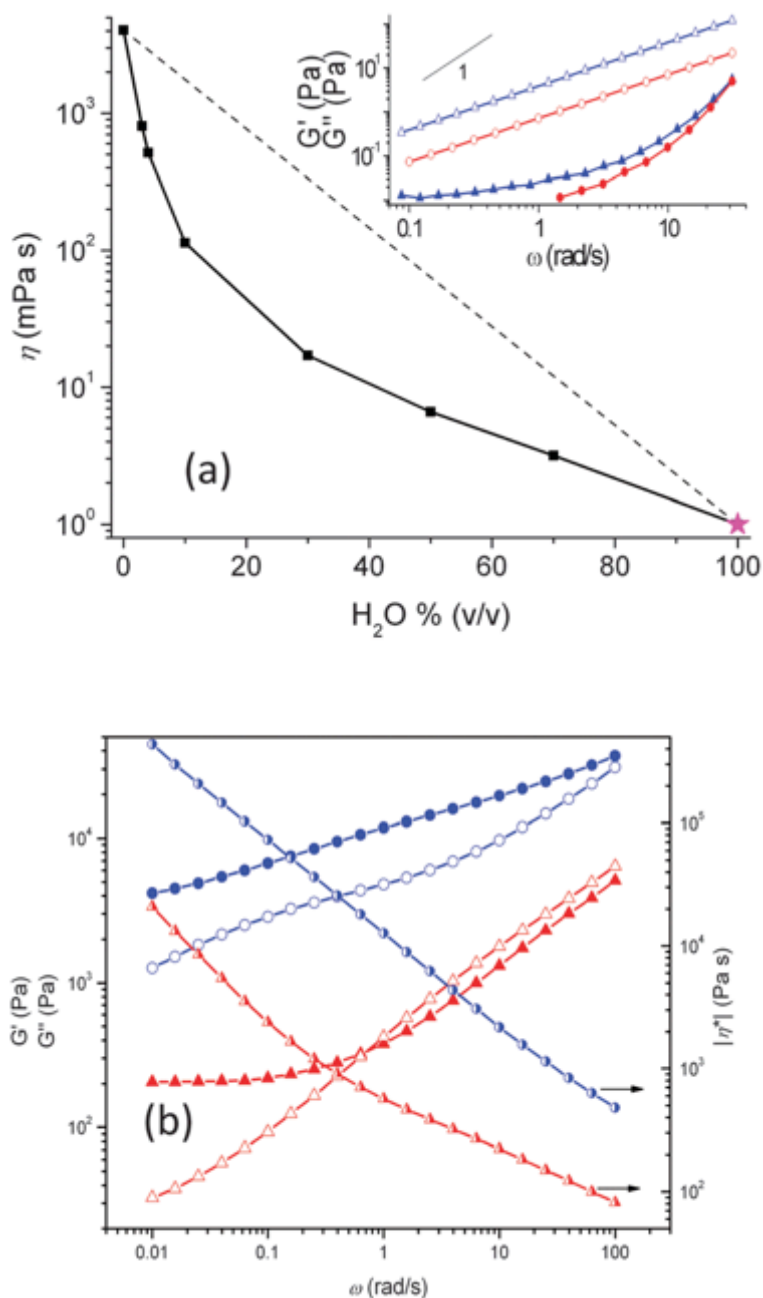 10³
10²
10¹
10⁰
η (mPa s)
0 20 40 60 80 100
H₂O % (v/v)
(a)
G' (Pa)
G'' (Pa)
10¹
10⁻¹
1
0.1 1 10
ω (rad/s)
10⁴
10³
10²
G' (Pa)
G'' (Pa)
(b)
10⁵
10⁴
10³
10²
|η*| (Pa s)
0.01 0.1 1 10 100
ω (rad/s)